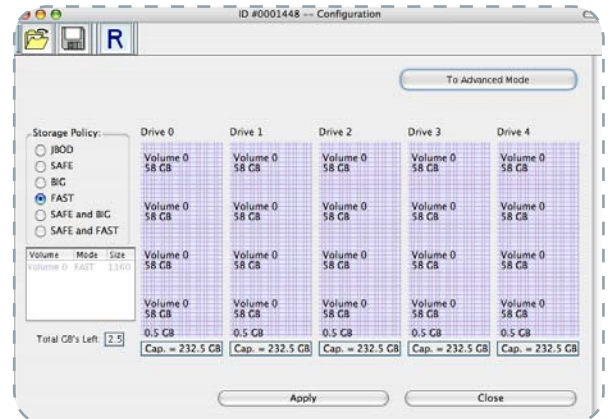 ID #0001448 -- Configuration
R
To Advanced Mode
Storage Policy:
JBOD
SAFE
BIG
FAST
SAFE and BIG
SAFE and FAST
Volume Mode Size
Volume 0 FAST 1160
Total GB's Left: 2.5
Drive 0 Drive 1 Drive 2 Drive 3 Drive 4
Volume 0 Volume 0 Volume 0 Volume 0 Volume 0
58 GB 58 GB 58 GB 58 GB 58 GB
Volume 0 Volume 0 Volume 0 Volume 0 Volume 0
58 GB 58 GB 58 GB 58 GB 58 GB
Volume 0 Volume 0 Volume 0 Volume 0 Volume 0
58 GB 58 GB 58 GB 58 GB 58 GB
Volume 0 Volume 0 Volume 0 Volume 0 Volume 0
58 GB 58 GB 58 GB 58 GB 58 GB
0.5 GB 0.5 GB 0.5 GB 0.5 GB 0.5 GB
Cap. = 232.5 GB Cap. = 232.5 GB Cap. = 232.5 GB Cap. = 232.5 GB Cap. = 232.5 GB
Apply Close